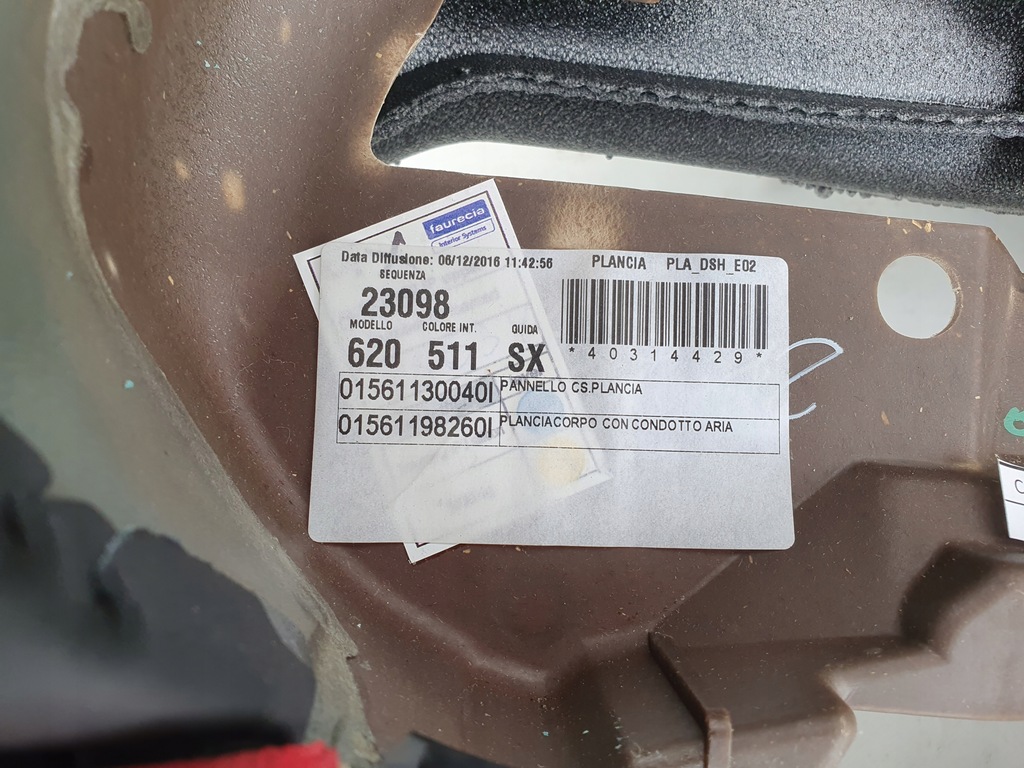 faurecia
Interior Systems
Data Diffusione: 06/12/2016 11:42:56 PLANCIA PLA_DSH_E02
SEQUENZA
23098
MODELLO COLORE INT. GUIDA
620 511 SX
*40314429*
01561130040I PANNELLO CS.PLANCIA
01561198260I PLANCIACORPO CON CONDOTTO ARIA
e
C